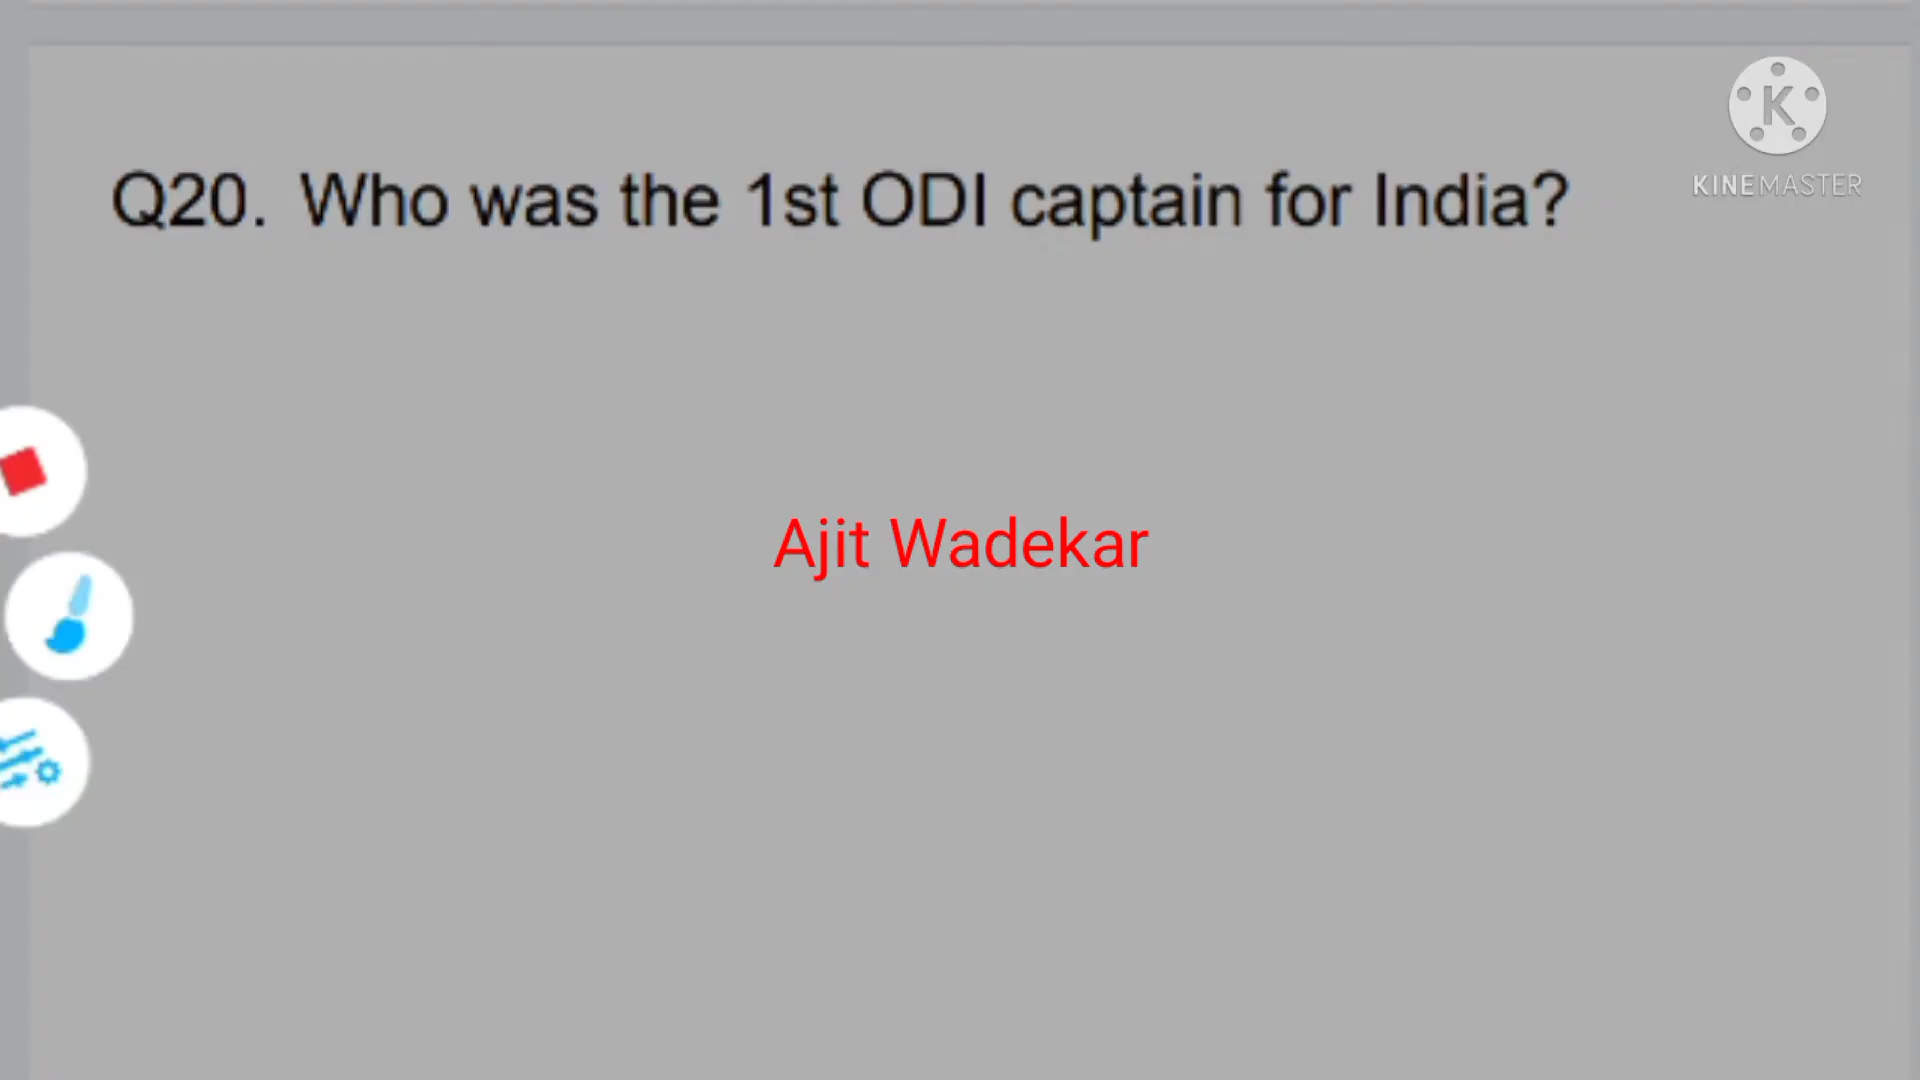 Q20. Who was the 1st ODI captain for India?
K
KINEMASTER
Ajit Wadekar